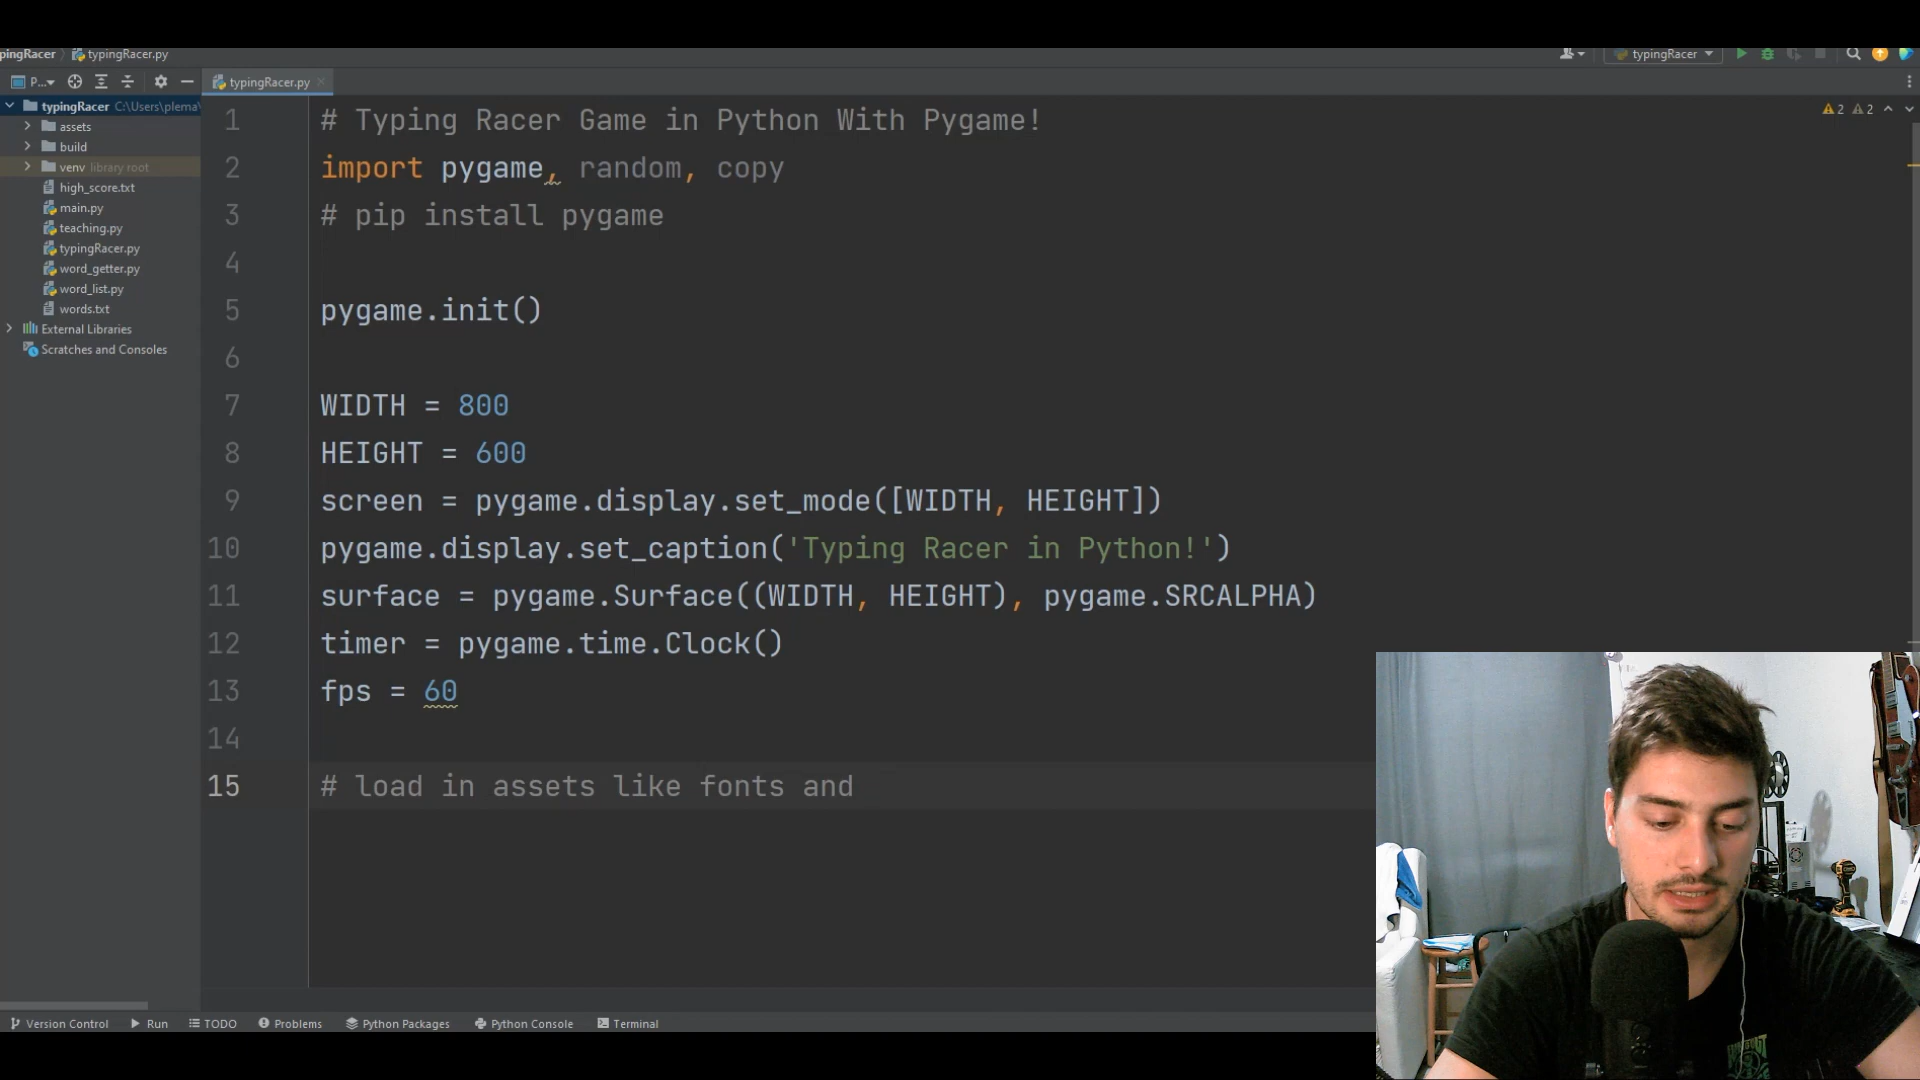 pingRacer typingRacer.py typingRacer
P... typingRacer.py
typingRacer C:\Users\plema\
assets
build
venv library root
high_score.txt
main.py
teaching.py
typingRacer.py
word_getter.py
word_list.py
words.txt
External Libraries
Scratches and Consoles
2 2
1 # Typing Racer Game in Python With Pygame!
2 import pygame, random, copy
3 # pip install pygame
4
5 pygame.init()
6
7 WIDTH = 800
8 HEIGHT = 600
9 screen = pygame.display.set_mode([WIDTH, HEIGHT])
10 pygame.display.set_caption('Typing Racer in Python!')
11 surface = pygame.Surface((WIDTH, HEIGHT), pygame.SRCALPHA)
12 timer = pygame.time.Clock()
13 fps = 60
14
15 # load in assets like fonts and
Version Control Run TODO Problems Python Packages Python Console Terminal